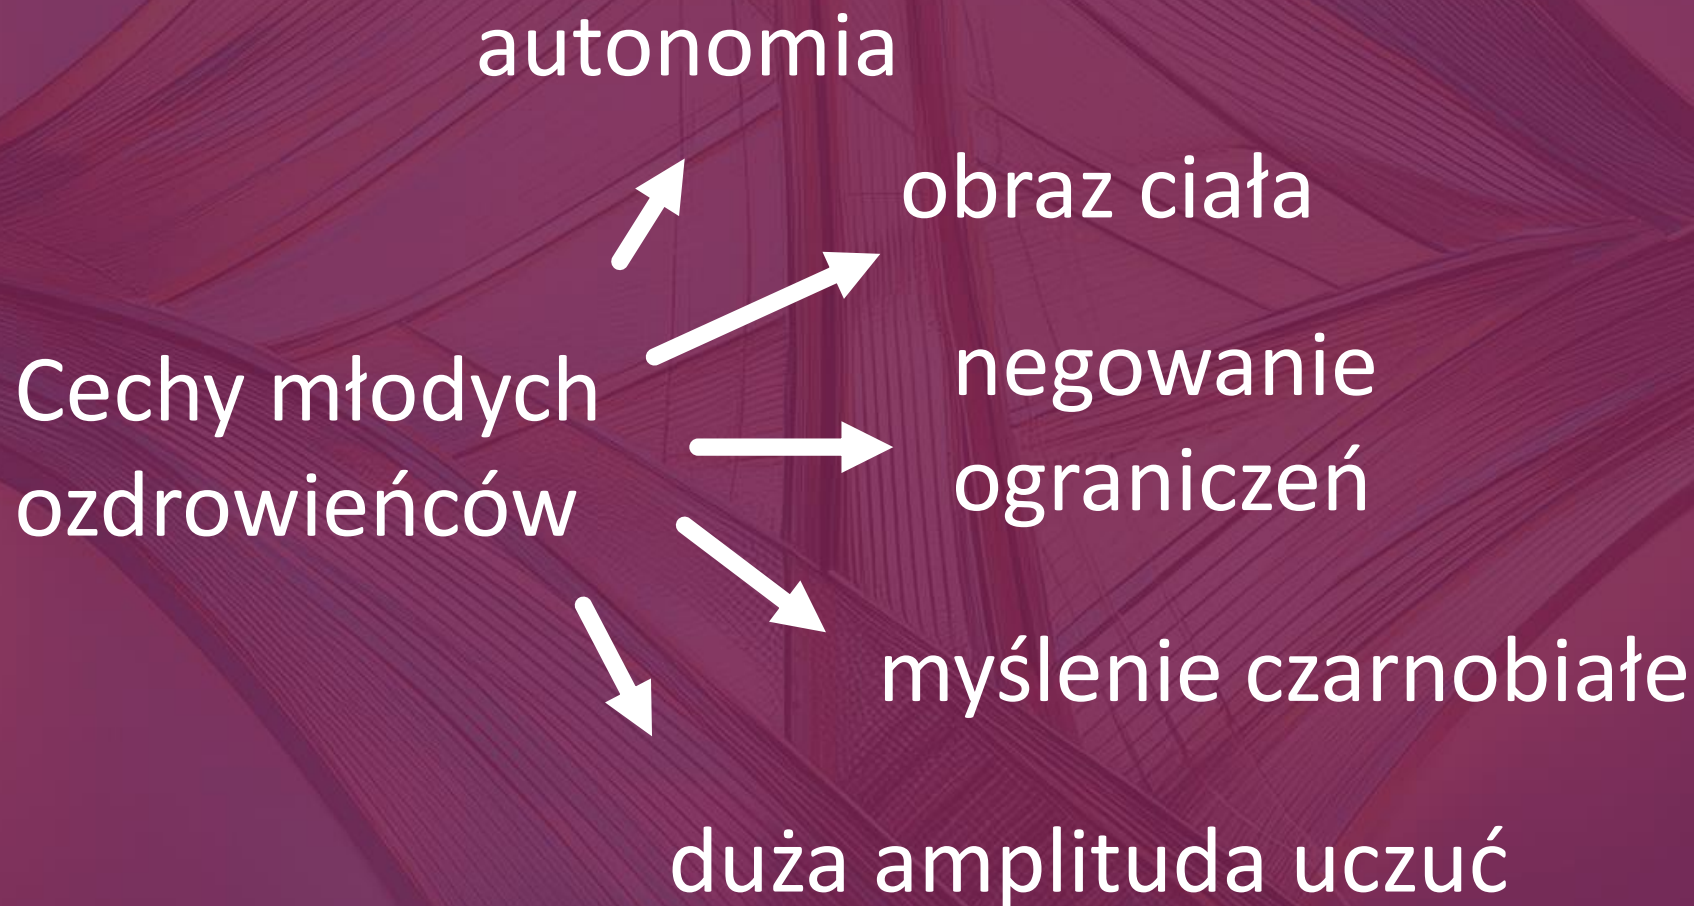 autonomia
obraz ciała
Cechy młodych
ozdrowieńców
negowanie
ograniczeń
myślenie czarnobiałe
duża amplituda uczuć